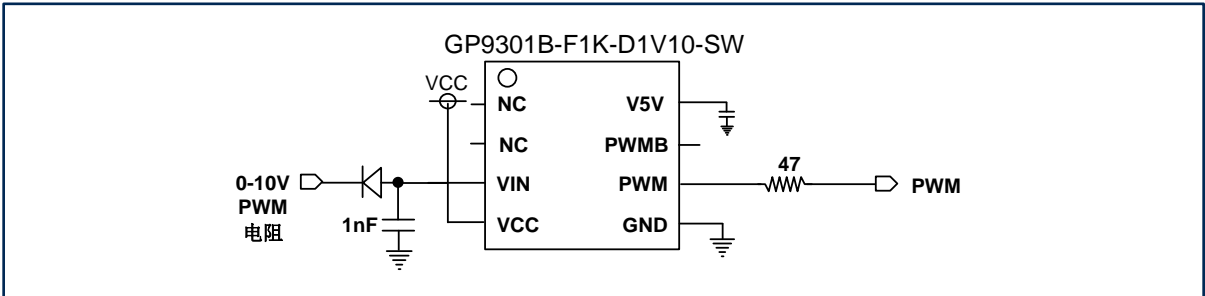 GP9301B-F1K-D1V10-SW
VCC
NC
V5V
NC
PWMB
47
0-10V
VIN
PWM
PWM
PWM
电阻
1nF
VCC
GND